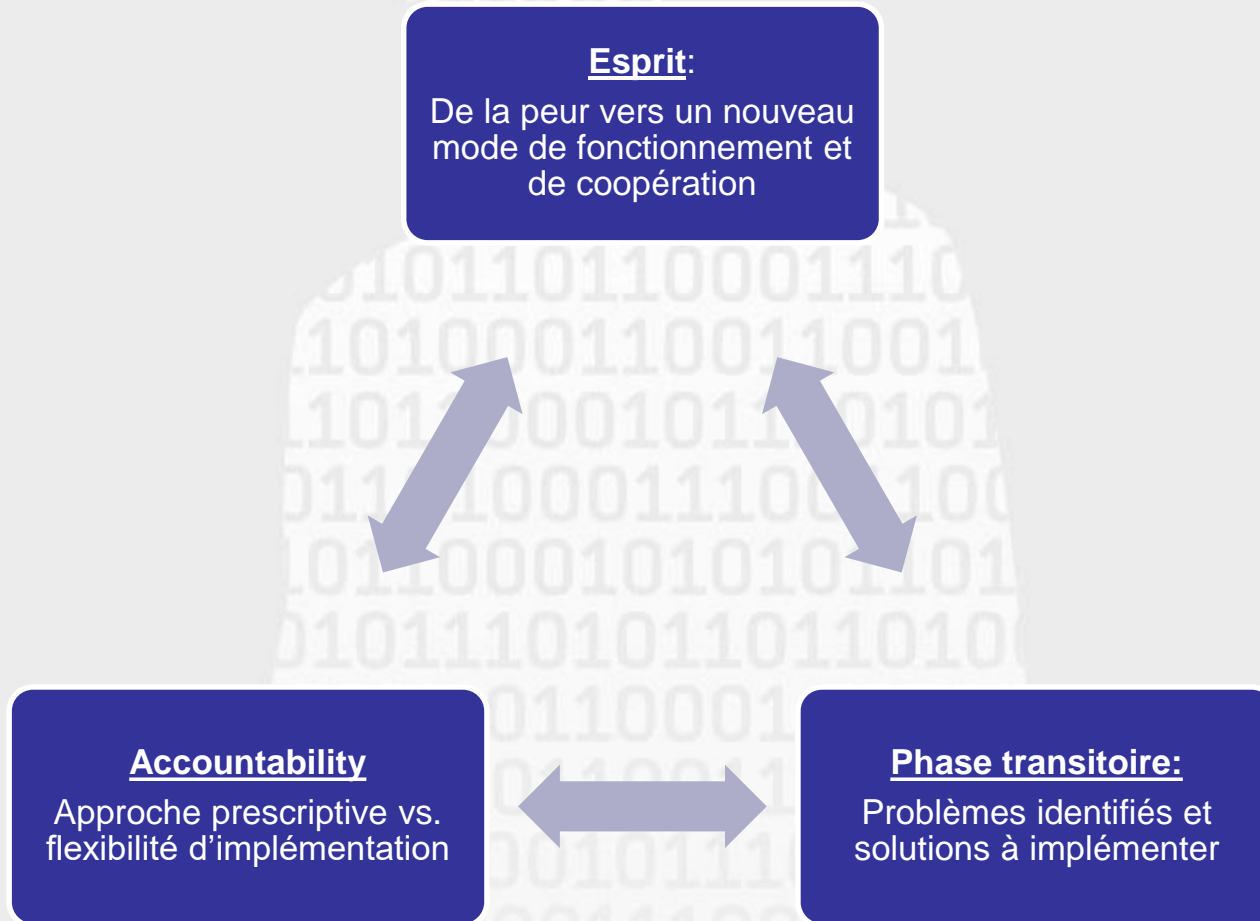 Esprit:
De la peur vers un nouveau
mode de fonctionnement et
de coopération
Accountability
Approche prescriptive vs.
flexibilité d'implémentation
Phase transitoire:
Problèmes identifiés et
solutions à implémenter